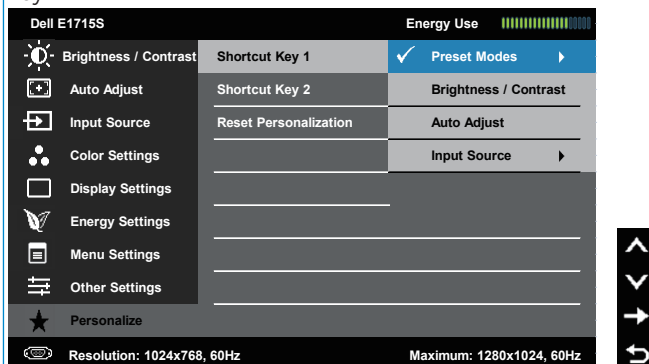 Dell E1715S Energy Use
Brightness / Contrast Shortcut Key 1 Preset Modes
Auto Adjust Shortcut Key 2 Brightness / Contrast
Input Source Reset Personalization Auto Adjust
Color Settings Input Source
Display Settings
Energy Settings
Menu Settings
Other Settings
Personalize
Resolution: 1024x768, 60Hz Maximum: 1280x1024, 60Hz